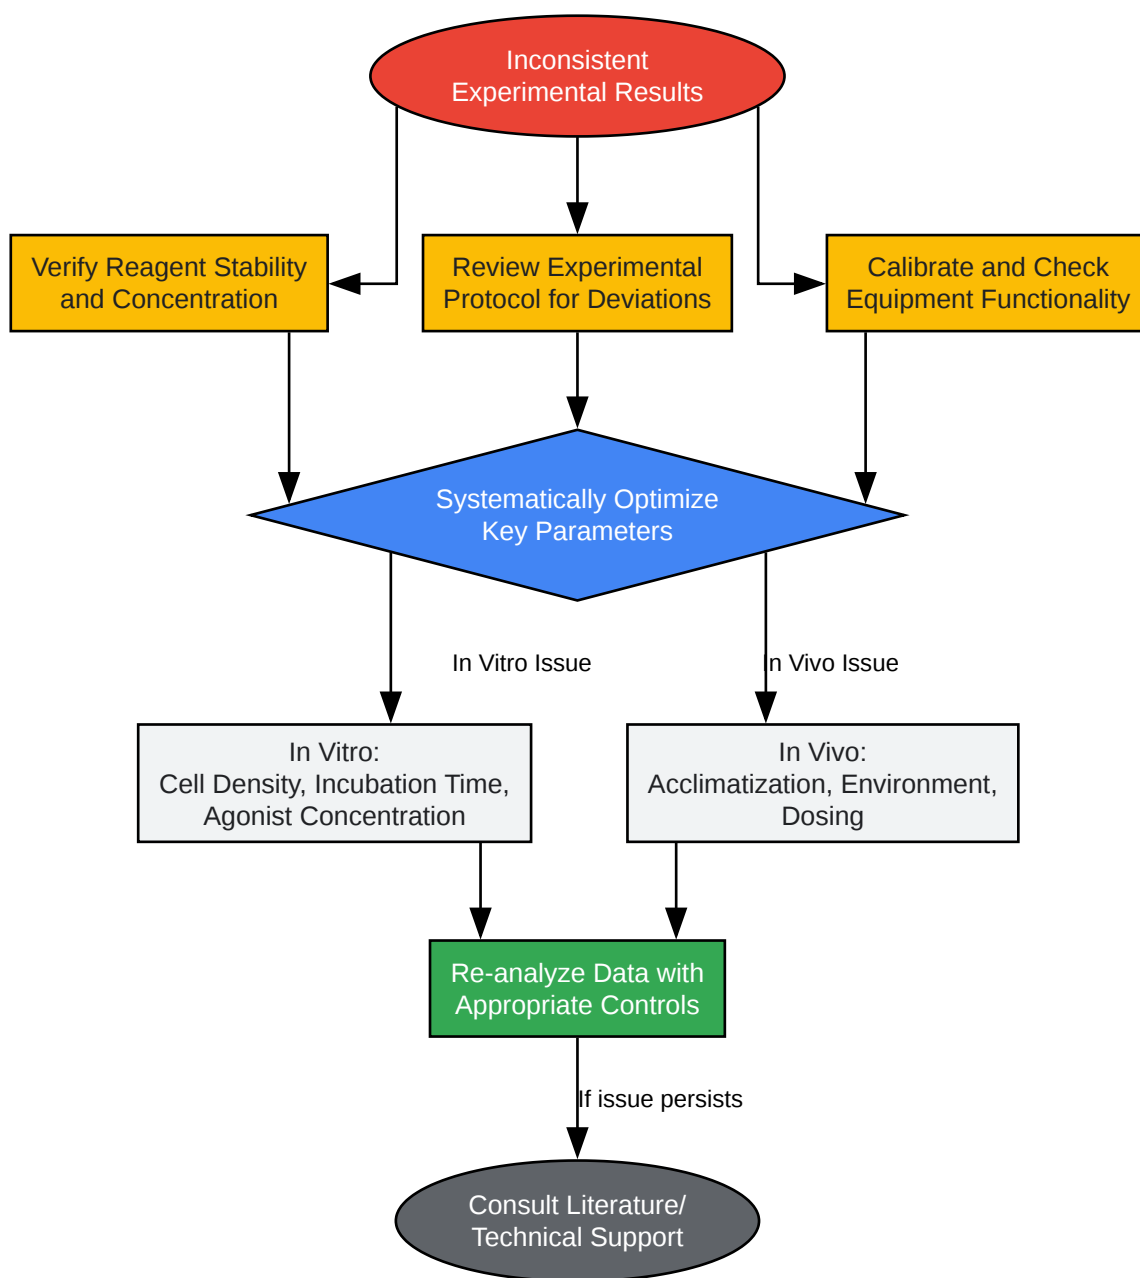 Inconsistent
Experimental Results
Verify Reagent Stability
and Concentration
Review Experimental
Protocol for Deviations
Calibrate and Check
Equipment Functionality
Systematically Optimize
Key Parameters
In Vitro Issue
In Vivo Issue
In Vitro:
Cell Density, Incubation Time,
Agonist Concentration
In Vivo:
Acclimatization, Environment,
Dosing
Re-analyze Data with
Appropriate Controls
If issue persists
Consult Literature/
Technical Support